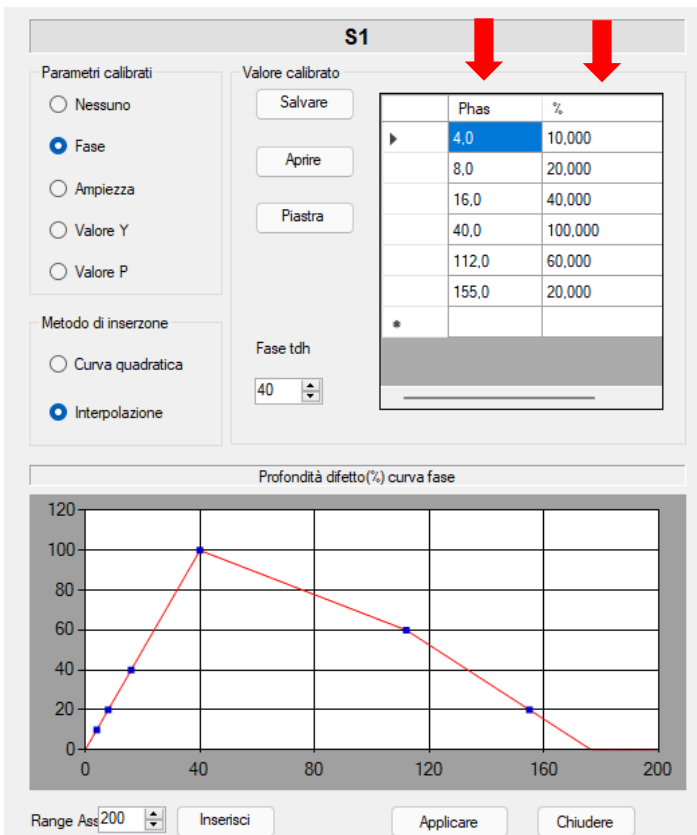 S1
Parametri calibrati
Nessuno
Fase
Ampiezza
Valore Y
Valore P
Metodo di inserzone
Curva quadratica
Interpolazione
Valore calibrato
Salvare
Aprire
Piastra
Fase tdh
40
Phas %
4,0 10,000
8,0 20,000
16,0 40,000
40,0 100,000
112,0 60,000
155,0 20,000
Profondità difetto(%) curva fase
120
100
80
60
40
20
0
0 40 80 120 160 200
Range Ass 200 Inserisci Applicare Chiudere